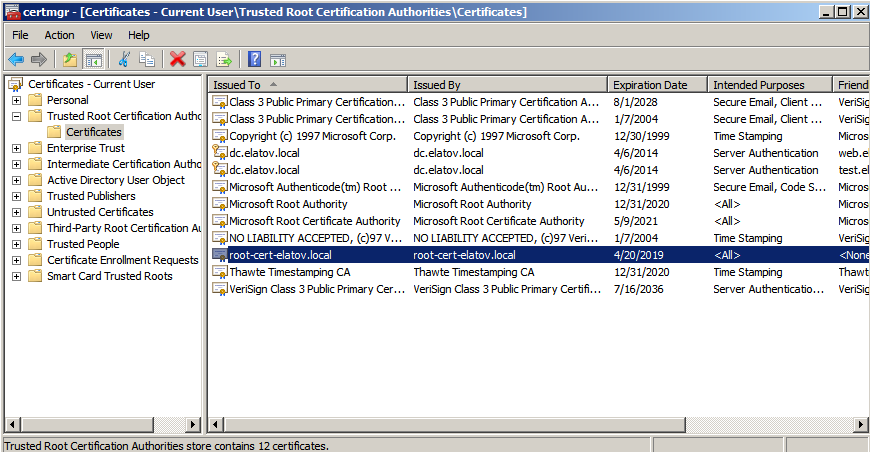 certmgr - [Certificates - Current User\Trusted Root Certification Authorities\Certificates]
File Action View Help
Certificates - Current User
Personal
Trusted Root Certification Autho
Certificates
Enterprise Trust
Intermediate Certification Autho
Active Directory User Object
Trusted Publishers
Untrusted Certificates
Third-Party Root Certification Au
Trusted People
Certificate Enrollment Requests
Smart Card Trusted Roots
Issued To Issued By Expiration Date Intended Purposes Friend
Class 3 Public Primary Certification... Class 3 Public Primary Certification A... 8/1/2028 Secure Email, Client ... VeriSig
Class 3 Public Primary Certification... Class 3 Public Primary Certification A... 1/7/2004 Secure Email, Client ... VeriSig
Copyright (c) 1997 Microsoft Corp. Copyright (c) 1997 Microsoft Corp. 12/30/1999 Time Stamping Micros
dc.elatov.local dc.elatov.local 4/6/2014 Server Authentication web.el
dc.elatov.local dc.elatov.local 4/6/2014 Server Authentication test.el
Microsoft Authenticode(tm) Root ... Microsoft Authenticode(tm) Root Au... 12/31/1999 Secure Email, Code S... Micros
Microsoft Root Authority Microsoft Root Authority 12/31/2020 <All> Micros
Microsoft Root Certificate Authority Microsoft Root Certificate Authority 5/9/2021 <All> Micros
NO LIABILITY ACCEPTED, (c)97 V... NO LIABILITY ACCEPTED, (c)97 Veri... 1/7/2004 Time Stamping VeriSig
root-cert-elatov.local root-cert-elatov.local 4/20/2019 <All> <None
Thawte Timestamping CA Thawte Timestamping CA 12/31/2020 Time Stamping Thawt
VeriSign Class 3 Public Primary Cer... VeriSign Class 3 Public Primary Certifi... 7/16/2036 Server Authenticatio... VeriSig
Trusted Root Certification Authorities store contains 12 certificates.